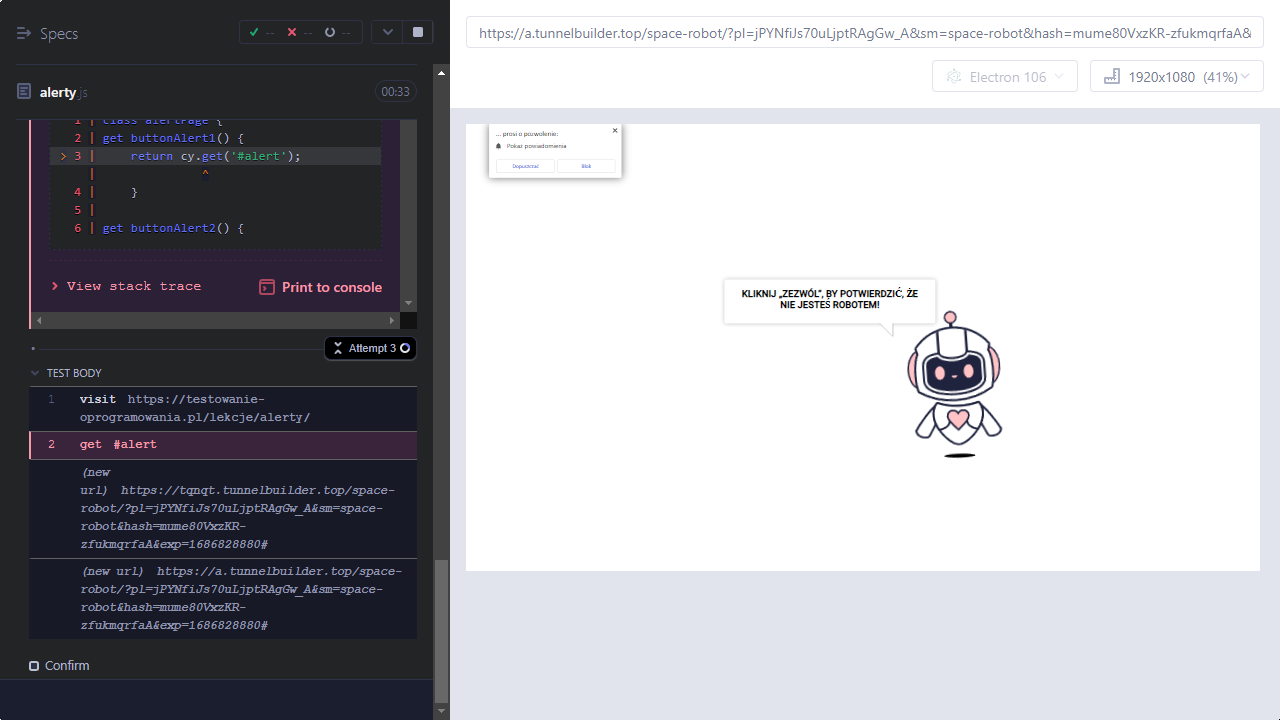 Specs
--
--
--
alerty.js
00:33
1 | class alertPage {
2 | get buttonAlert1() {
> 3 |     return cy.get('#alert');
|               ^
4 |     }
5 |
6 | get buttonAlert2() {
View stack trace
Print to console
Attempt 3
TEST BODY
1 visit https://testowanie-
oprogramowania.pl/lekcje/alerty/
2 get #alert
(new
url) https://tqnqt.tunnelbuilder.top/space-
robot/?pl=jPYNfiJs70uLjptRAgGw_A&sm=space-
robot&hash=mume80VxzKR-
zfukmqrfaA&exp=1686828880#
(new url) https://a.tunnelbuilder.top/space-
robot/?pl=jPYNfiJs70uLjptRAgGw_A&sm=space-
robot&hash=mume80VxzKR-
zfukmqrfaA&exp=1686828880#
Confirm
https://a.tunnelbuilder.top/space-robot/?pl=jPYNfiJs70uLjptRAgGw_A&sm=space-robot&hash=mume80VxzKR-zfukmqrfaA&
Electron 106
1920x1080 (41%)
... prosi o pozwolenie:
Pokaż powiadomienia
Dopuszczać
Blok
KLIKNIJ „ZEZWÓL”, BY POTWIERDZIĆ, ŻE
NIE JESTEŚ ROBOTEM!